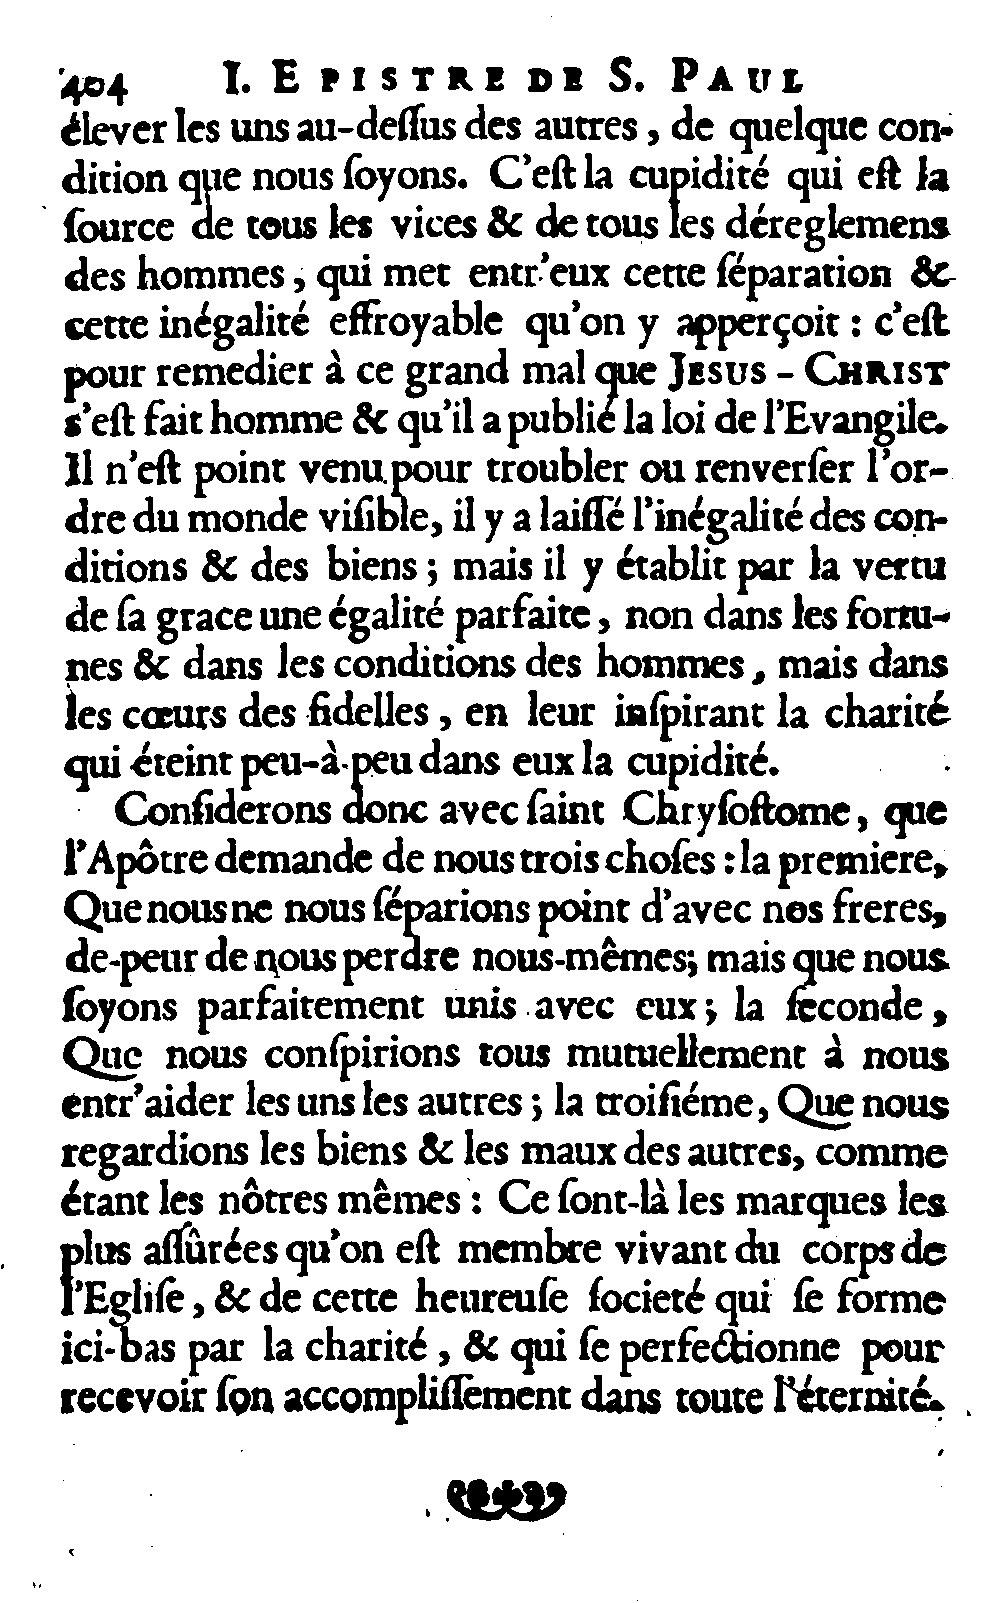 404 I. EPISTRE DE S. PAUL
élever les uns au-deſſus des autres, de quelque con-
dition que nous ſoyons. C'eſt la cupidité qui eſt la
ſource de tous les vices & de tous les déreglemens
des hommes, qui met entr'eux cette ſéparation &
cette inégalité effroyable qu'on y apperçoit : c'eſt
pour remedier à ce grand mal que JESUS-CHRIST
s'eſt fait homme & qu'il a publié la loi de l'Evangile.
Il n'eſt point venu pour troubler ou renverſer l'or-
dre du monde viſible, il y a laiſſé l'inégalité des con-
ditions & des biens ; mais il y établit par la vertu
de ſa grace une égalité parfaite, non dans les fortu-
nes & dans les conditions des hommes, mais dans
les cœurs des fidelles, en leur inſpirant la charité
qui éteint peu-à-peu dans eux la cupidité.
Conſiderons donc avec ſaint Chryſoſtome, que
l'Apôtre demande de nous trois choſes : la premiere,
Que nous ne nous ſéparions point d'avec nos freres,
de-peur de nous perdre nous-mêmes; mais que nous
ſoyons parfaitement unis avec eux ; la ſeconde,
Que nous conſpirions tous mutuellement à nous
entr'aider les uns les autres ; la troiſiéme, Que nous
regardions les biens & les maux des autres, comme
étant les nôtres mêmes : Ce ſont-là les marques les
plus aſſûrées qu'on eſt membre vivant du corps de
l'Egliſe, & de cette heureuſe ſocieté qui ſe forme
ici-bas par la charité, & qui ſe perfectionne pour
recevoir ſon accompliſſement dans toute l'éternité.